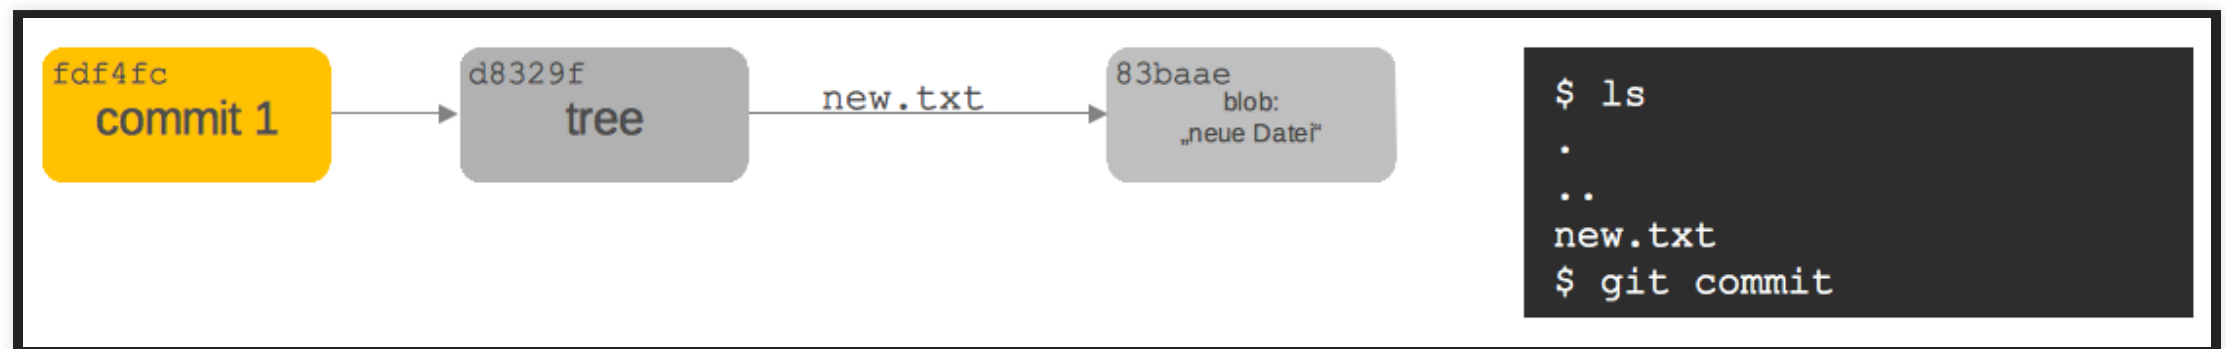 fdf4fc
commit 1
d8329f
tree
new.txt
83baae
blob:
„neue Datei“
$ ls
.
..
new.txt
$ git commit